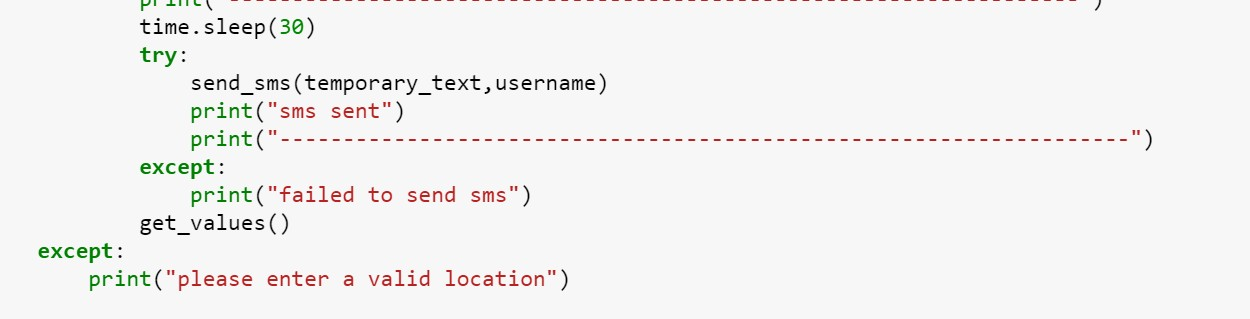 print("-------------------------------------------------------------------")
time.sleep(30)
try:
send_sms(temporary_text,username)
print("sms sent")
print("-------------------------------------------------------------------")
except:
print("failed to send sms")
get_values()
except:
print("please enter a valid location")